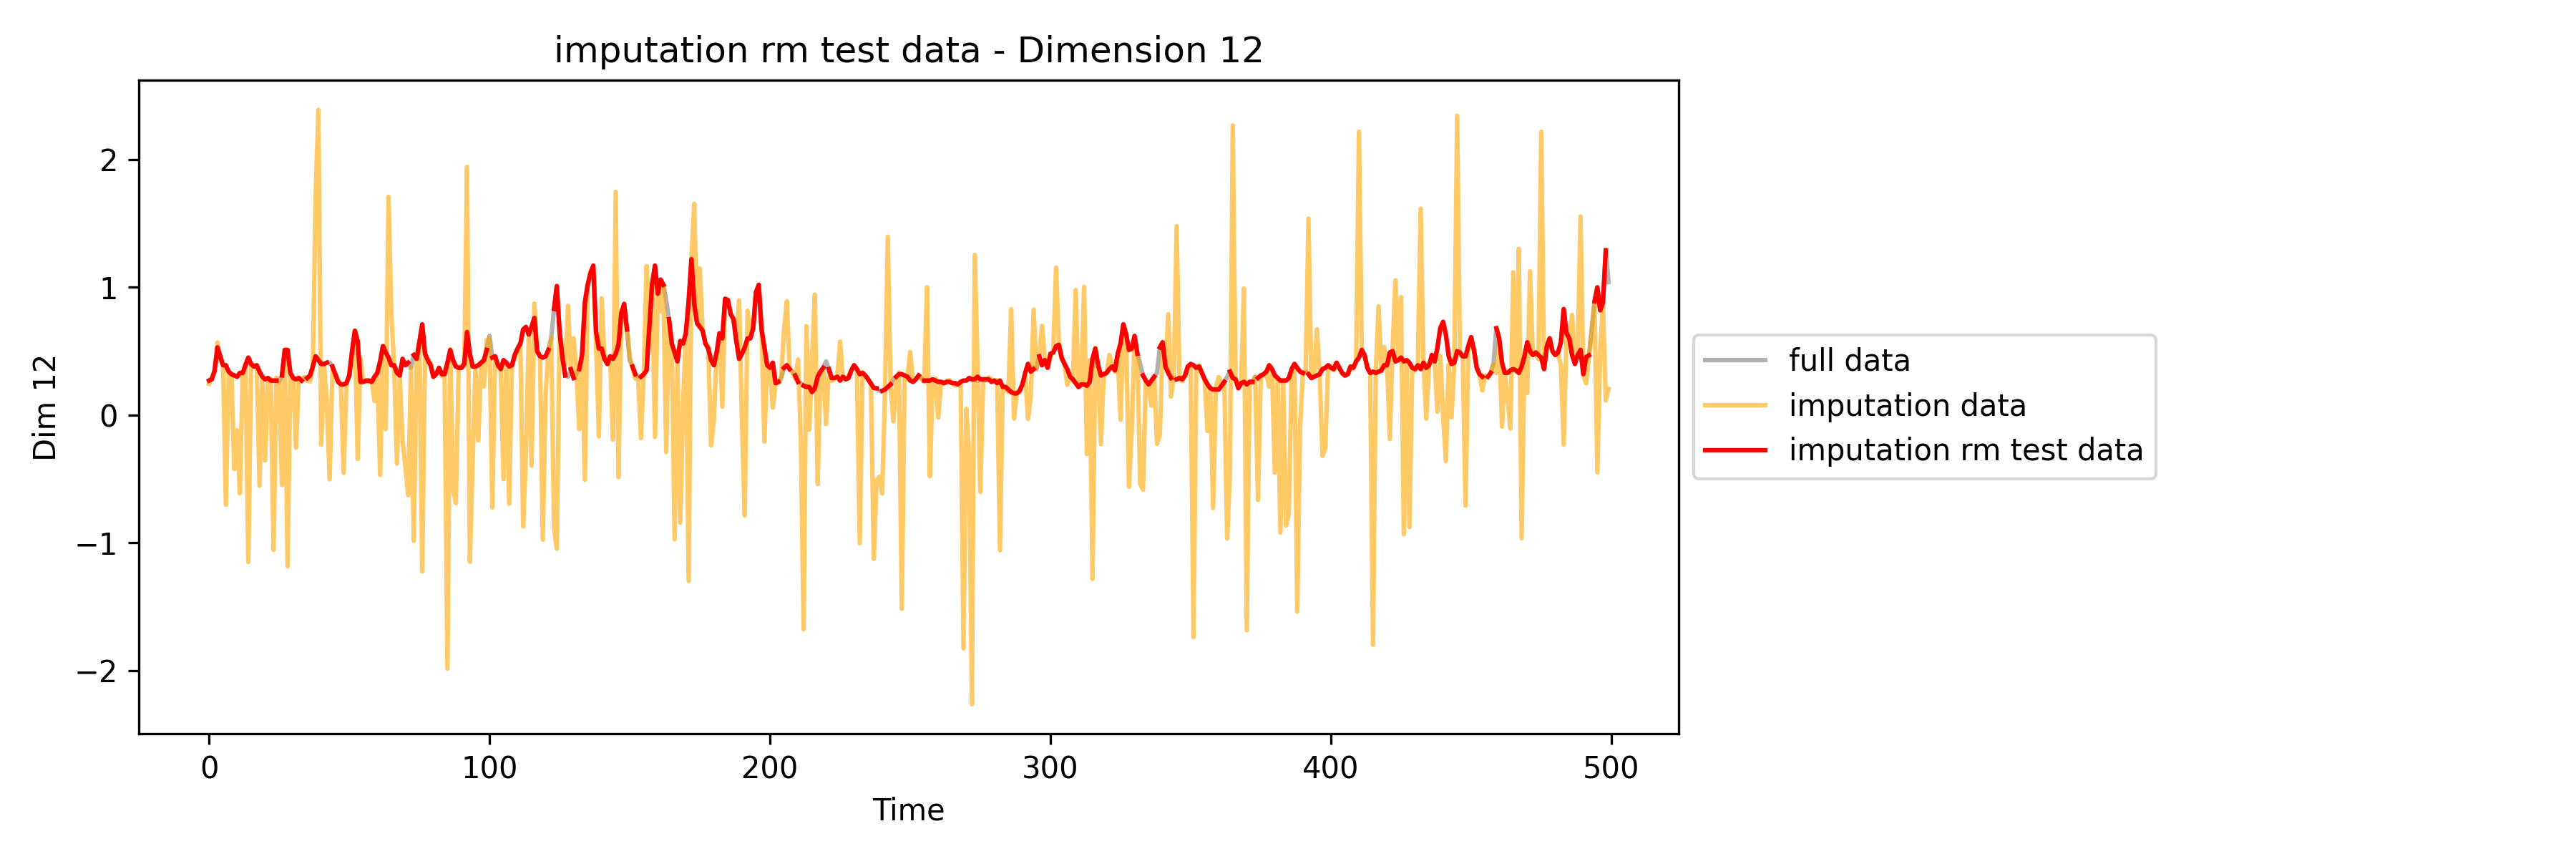 imputation rm test data - Dimension 12
Dim 12
2
1
0
−1
−2
0 100 200 300 400 500
Time
full data
imputation data
imputation rm test data